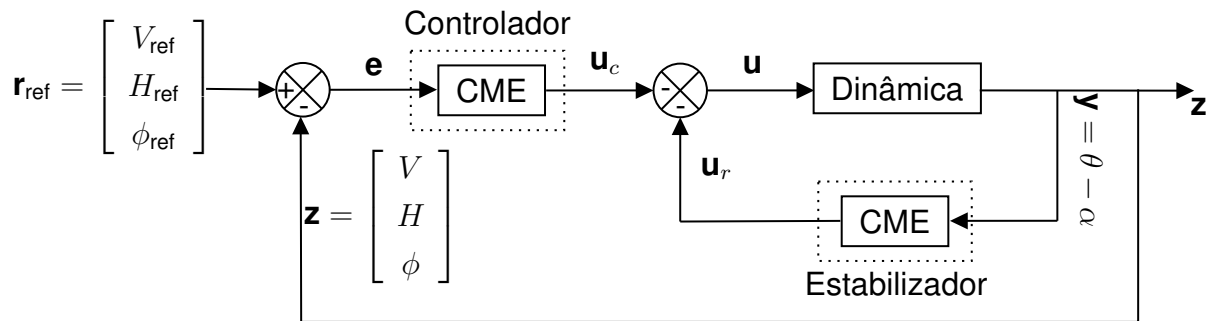 Controlador
r_ref = [ V_ref H_ref ϕ_ref ]
+
-
e
CME
u_c
-
-
u
Dinâmica
z
y = θ − α
u_r
CME
Estabilizador
z = [ V H ϕ ]